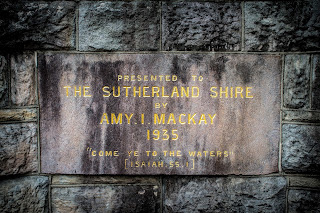 PRESENTED TO
THE SUTHERLAND SHIRE
BY
AMY. I. MACKAY
1935
"COME YE TO THE WATERS"
(ISAIAH. 55. 1)